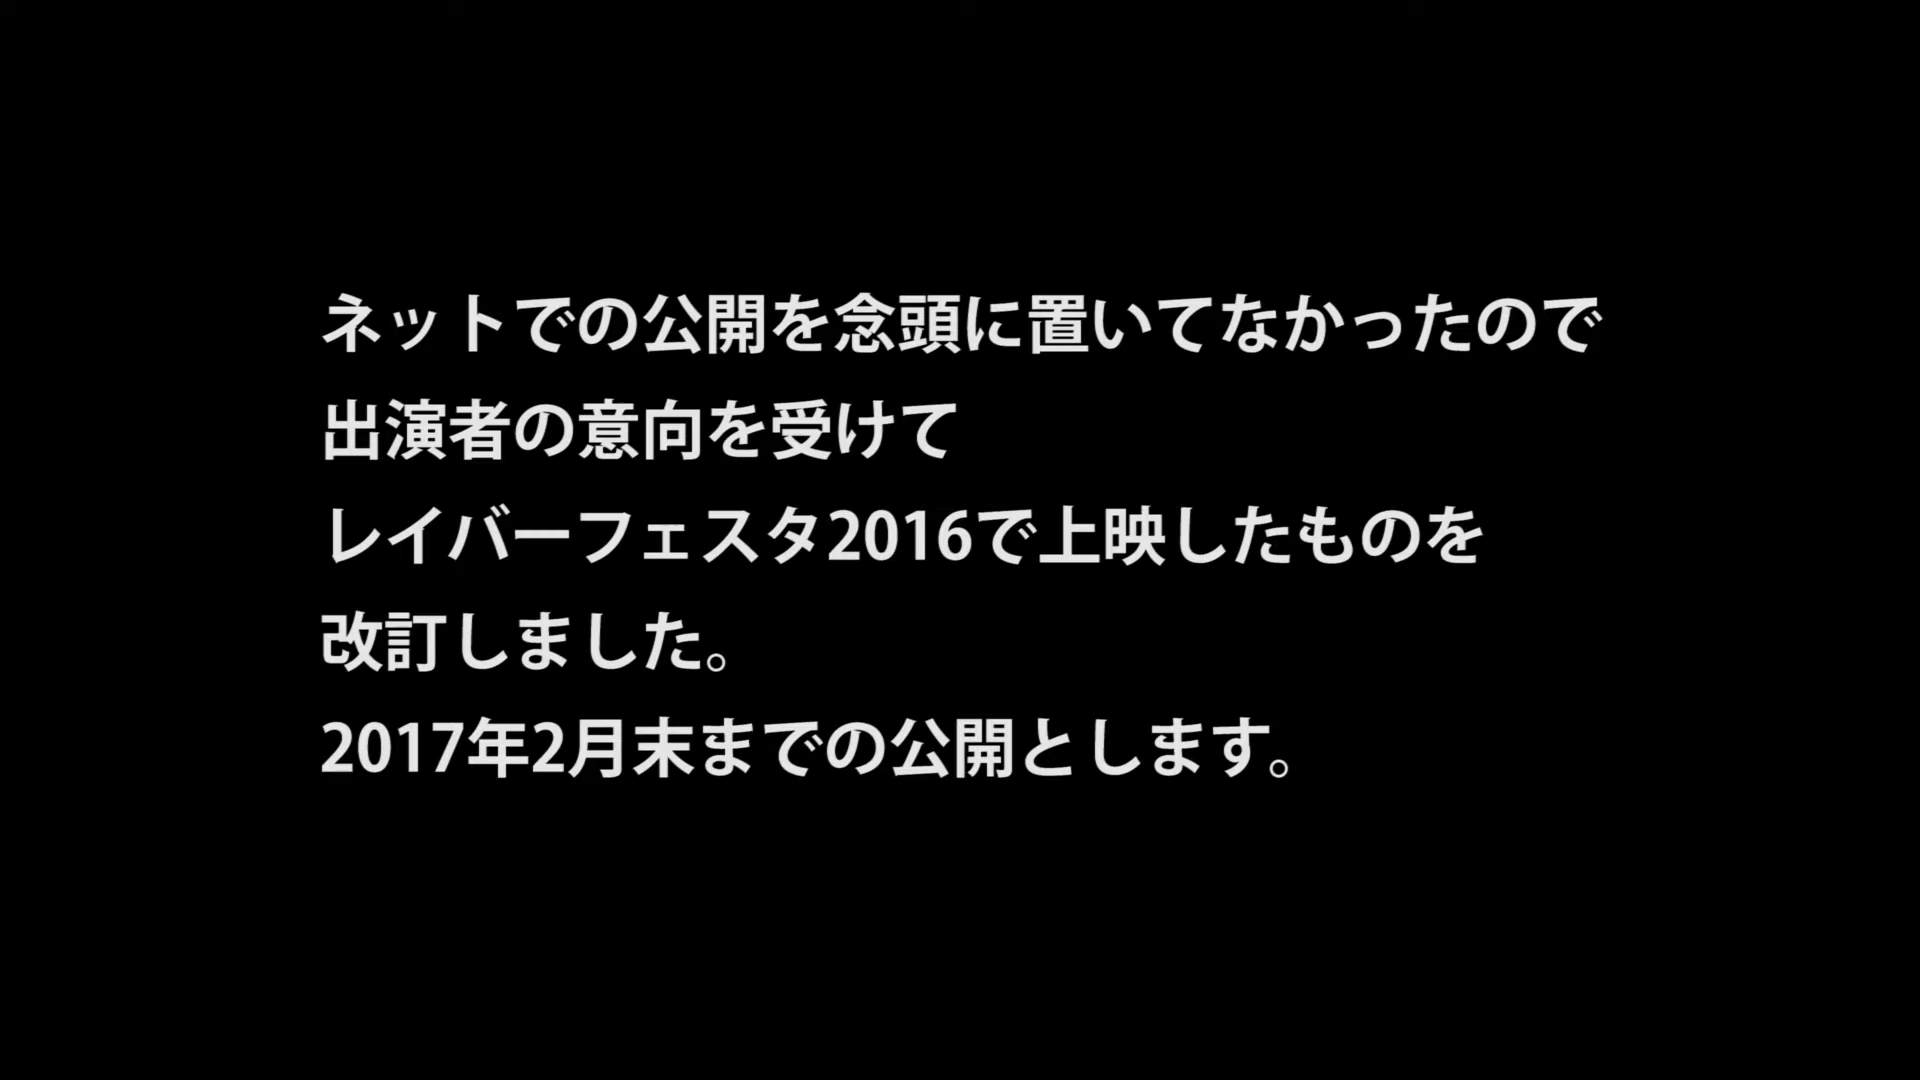 ネットでの公開を念頭に置いてなかったので
出演者の意向を受けて
レイバーフェスタ2016で上映したものを
改訂しました。
2017年2月末までの公開とします。